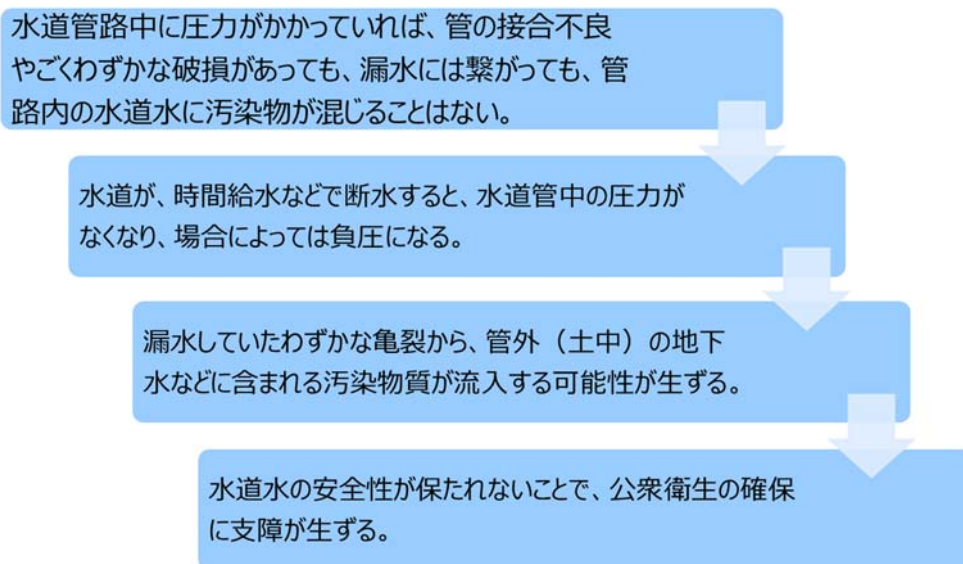 水道管路中に圧力がかかっていれば、管の接合不良
やごくわずかな破損があっても、漏水には繋がっても、管
路内の水道水に汚染物が混じることはない。
水道が、時間給水などで断水すると、水道管中の圧力が
なくなり、場合によっては負圧になる。
漏水していたわずかな亀裂から、管外（土中）の地下
水などに含まれる汚染物質が流入する可能性が生ずる。
水道水の安全性が保たれないことで、公衆衛生の確保
に支障が生ずる。